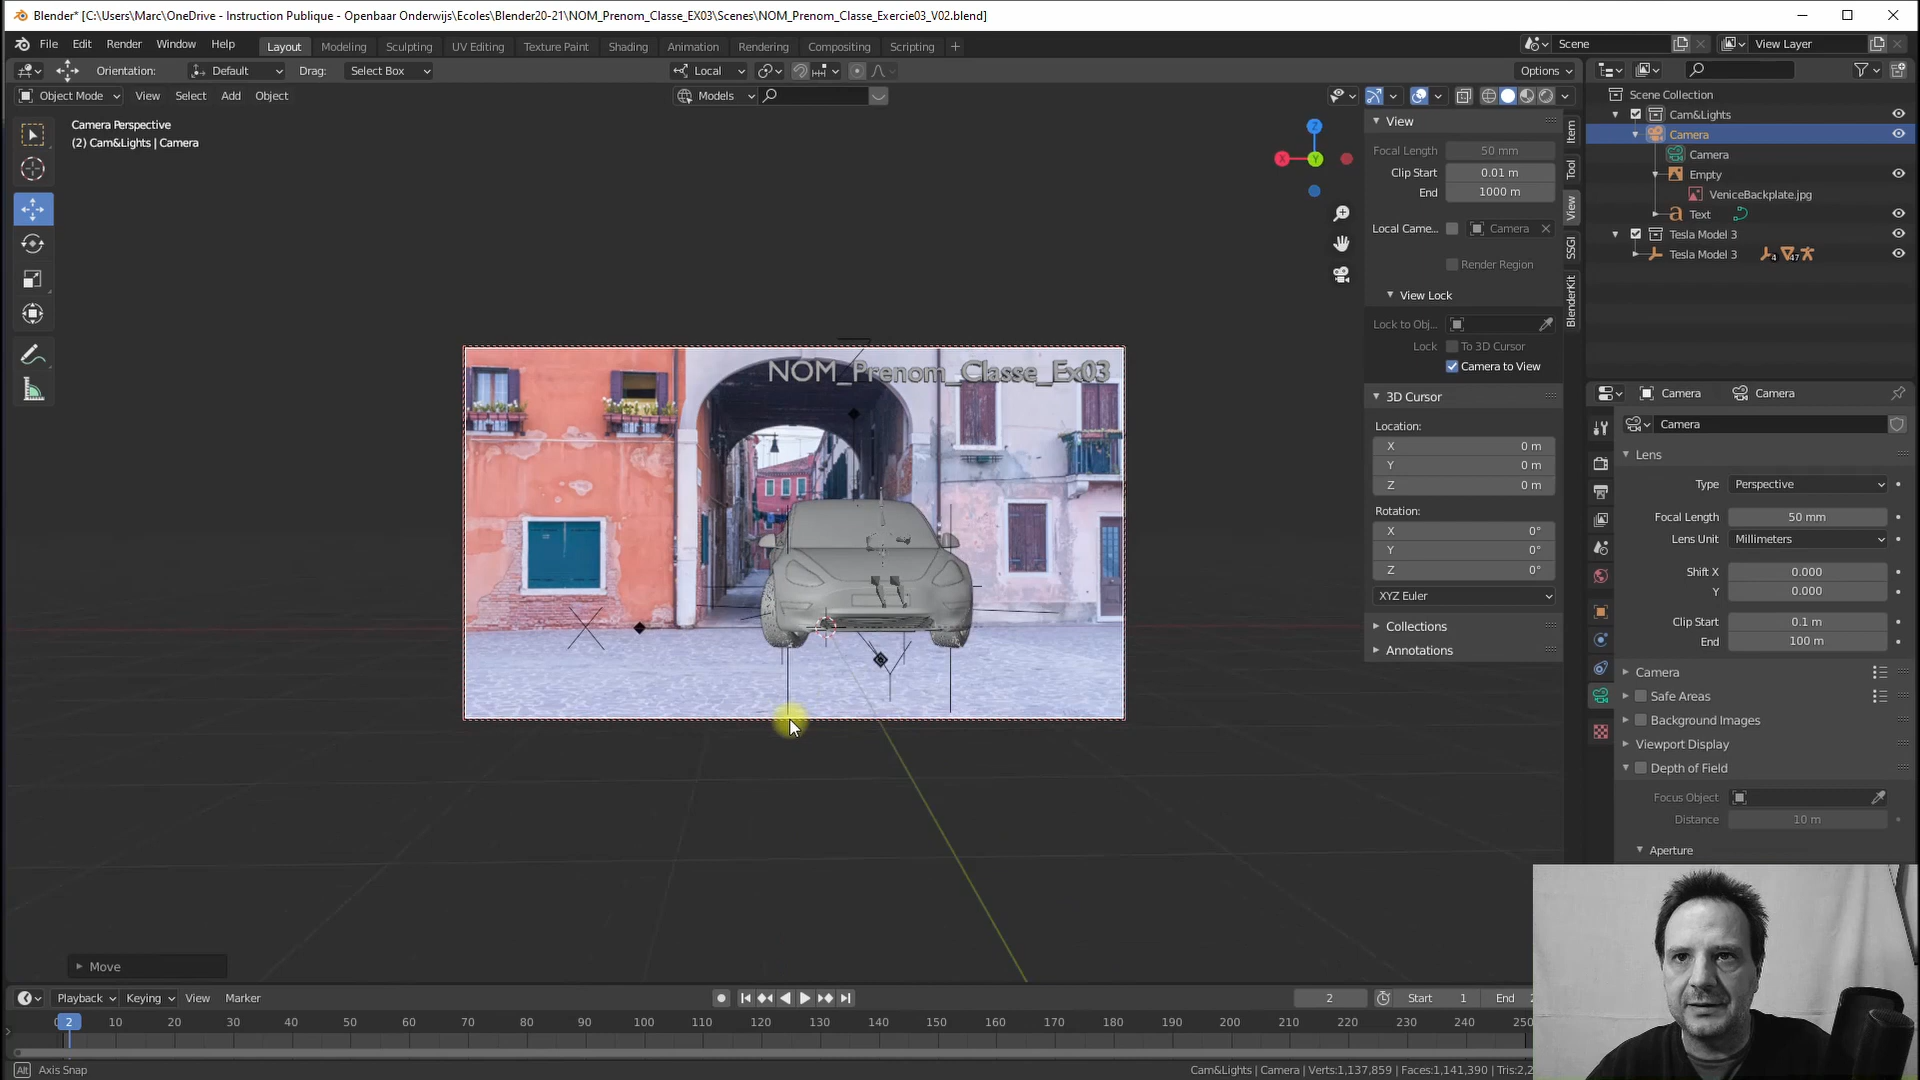 Blender* [C:\Users\Marc\OneDrive - Instruction Publique - Openbaar Onderwijs\Ecoles\Blender20-21\NOM_Prenom_Classe_EX03\Scenes\NOM_Prenom_Classe_Exercie03_V02.blend]
File Edit Render Window Help Layout Modeling Sculpting UV Editing Texture Paint Shading Animation Rendering Compositing Scripting + Scene View Layer
Orientation: Default Drag: Select Box Local Options
Object Mode View Select Add Object Models
Camera Perspective
(2) Cam&Lights | Camera
Z
X
Y
View
Focal Length 50 mm
Clip Start 0.01 m
End 1000 m
Local Came... Camera
Render Region
View Lock
Lock to Obj...
Lock To 3D Cursor
Camera to View
3D Cursor
Location:
X 0 m
Y 0 m
Z 0 m
Rotation:
X 0°
Y 0°
Z 0°
XYZ Euler
Collections
Annotations
Item
Tool
View
SSGI
BlenderKit
NOM_Prenom_Classe_Ex03
Scene Collection
Cam&Lights
Camera
Camera
Empty
VeniceBackplate.jpg
Text
Tesla Model 3
Tesla Model 3 4 47
Camera Camera
Camera
Lens
Type Perspective
Focal Length 50 mm
Lens Unit Millimeters
Shift X 0.000
Y 0.000
Clip Start 0.1 m
End 100 m
Camera
Safe Areas
Background Images
Viewport Display
Depth of Field
Focus Object
Distance 10 m
Aperture
Move
Playback Keying View Marker 2 Start 1 End
2 10 20 30 40 50 60 70 80 90 100 110 120 130 140 150 160 170 180 190 200 210 220 230 240 250
Alt Axis Snap Cam&Lights | Camera | Verts:1,137,859 | Faces:1,141,390 | Tris:2,2